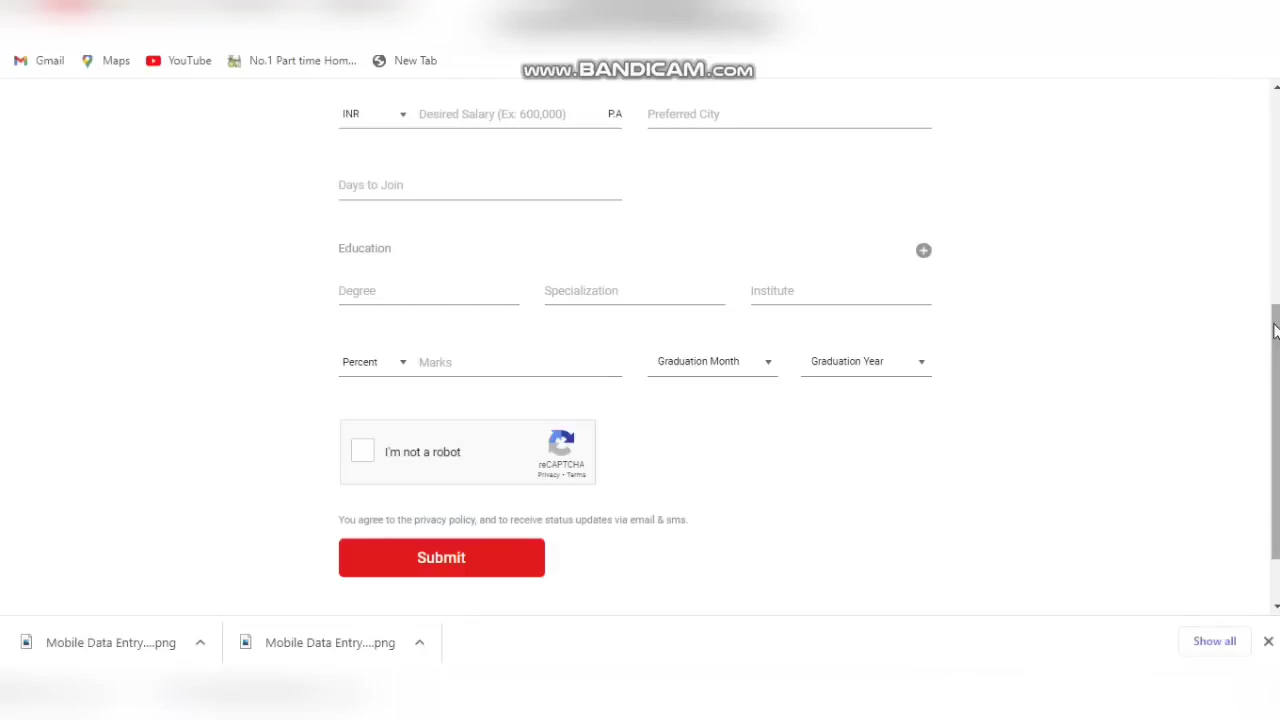 Gmail Maps YouTube No.1 Part time Hom... New Tab
www.BANDICAM.com
INR Desired Salary (Ex: 600,000) P.A Preferred City
Days to Join
Education
Degree Specialization Institute
Percent Marks Graduation Month Graduation Year
I'm not a robot
reCAPTCHA
Privacy • Terms
You agree to the privacy policy, and to receive status updates via email & sms.
Submit
Mobile Data Entry....png Mobile Data Entry....png Show all